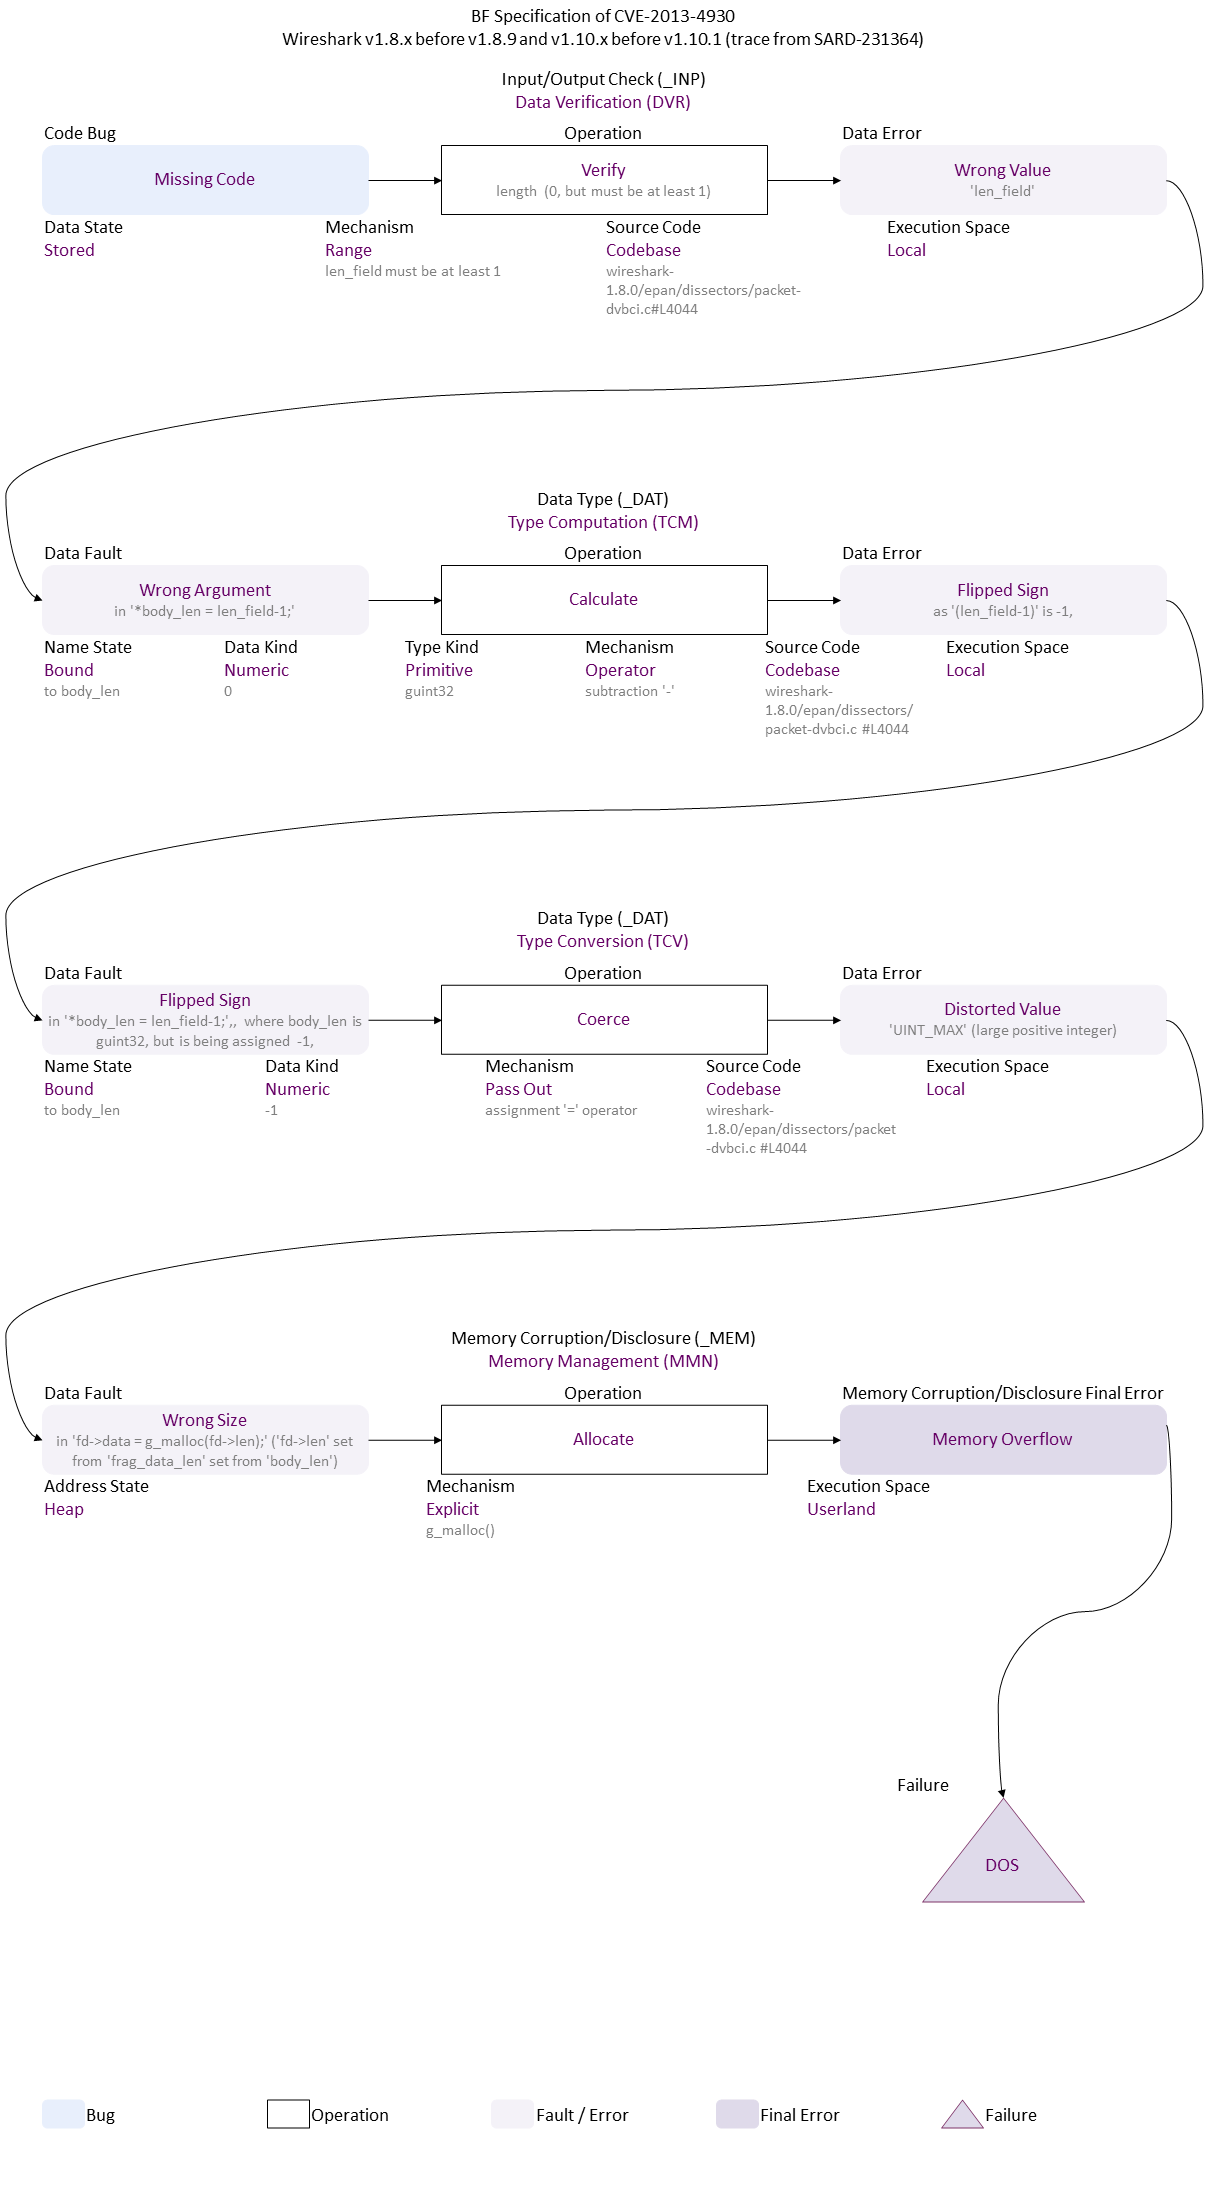 BF Specification of CVE-2013-4930
Wireshark v1.8.x before v1.8.9 and v1.10.x before v1.10.1 (trace from SARD-231364)
Input/Output Check (_INP)
Data Verification (DVR)
Code Bug
Operation
Data Error
Missing Code
Verify
length (0, but must be at least 1)
Wrong Value
'len_field'
Data State
Mechanism
Source Code
Execution Space
Stored
Range
Codebase
Local
len_field must be at least 1
wireshark-
1.8.0/epan/dissectors/packet-
dvbci.c#L4044
Data Type (_DAT)
Type Computation (TCM)
Data Fault
Operation
Data Error
Wrong Argument
in '*body_len = len_field-1;'
Calculate
Flipped Sign
as '(len_field-1)' is -1,
Name State
Data Kind
Type Kind
Mechanism
Source Code
Execution Space
Bound
Numeric
Primitive
Operator
Codebase
Local
to body_len
0
guint32
subtraction '-'
wireshark-
1.8.0/epan/dissectors/
packet-dvbci.c #L4044
Data Type (_DAT)
Type Conversion (TCV)
Data Fault
Operation
Data Error
Flipped Sign
in '*body_len = len_field-1;',, where body_len is
guint32, but is being assigned -1,
Coerce
Distorted Value
'UINT_MAX' (large positive integer)
Name State
Data Kind
Mechanism
Source Code
Execution Space
Bound
Numeric
Pass Out
Codebase
Local
to body_len
-1
assignment '=' operator
wireshark-
1.8.0/epan/dissectors/packet
-dvbci.c #L4044
Memory Corruption/Disclosure (_MEM)
Memory Management (MMN)
Data Fault
Operation
Memory Corruption/Disclosure Final Error
Wrong Size
in 'fd->data = g_malloc(fd->len);' ('fd->len' set
from 'frag_data_len' set from 'body_len')
Allocate
Memory Overflow
Address State
Mechanism
Execution Space
Heap
Explicit
Userland
g_malloc()
Failure
DOS
Bug
Operation
Fault / Error
Final Error
Failure